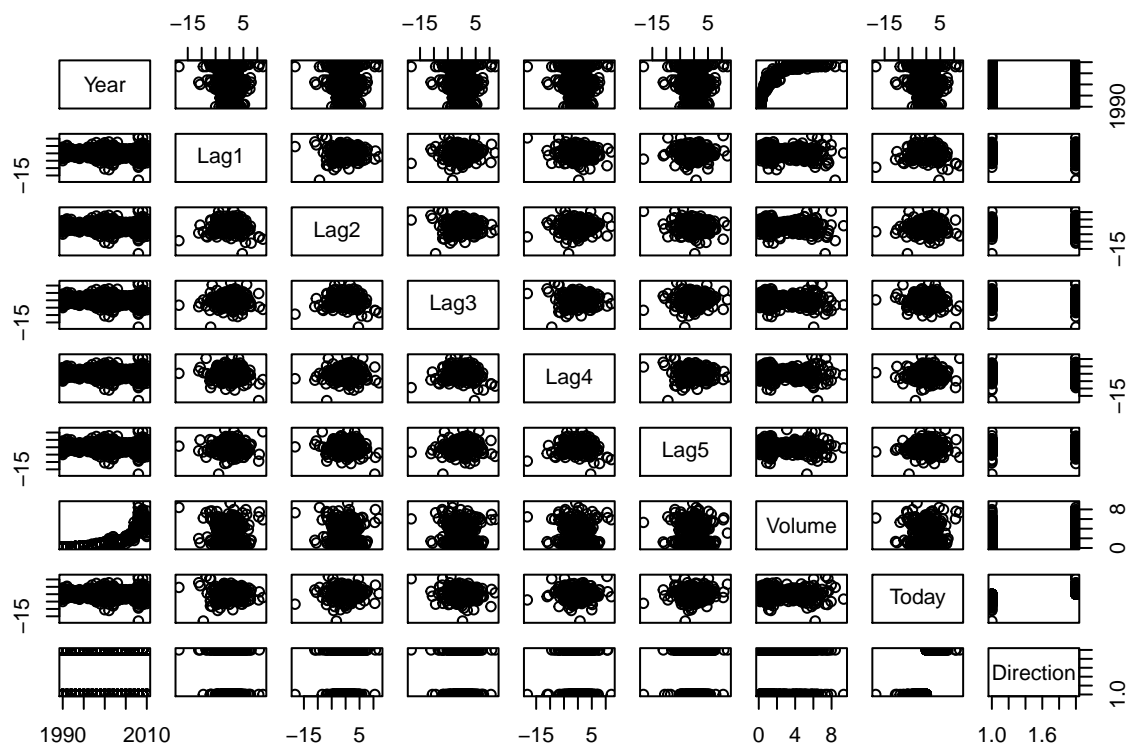 −15 5 −15 5 −15 5 −15 5
Year 1990
−15 Lag1
Lag2 −15
−15 Lag3
Lag4 −15
−15 Lag5
Volume 0 8
−15 Today
Direction 1.0
1990 2010 −15 5 −15 5 0 4 8 1.0 1.6